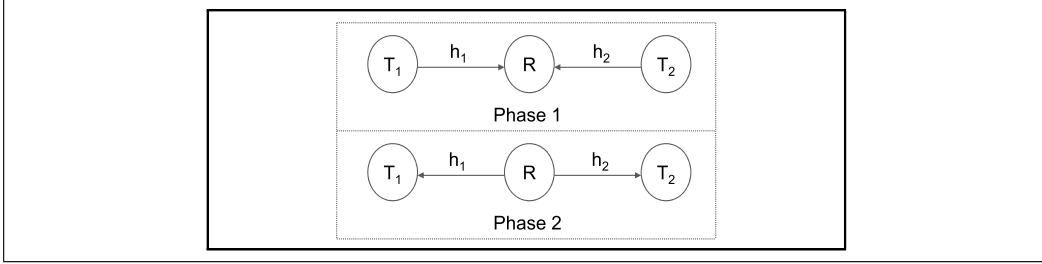 h₁ h₂
T₁ R T₂
Phase 1
h₁ h₂
T₁ R T₂
Phase 2